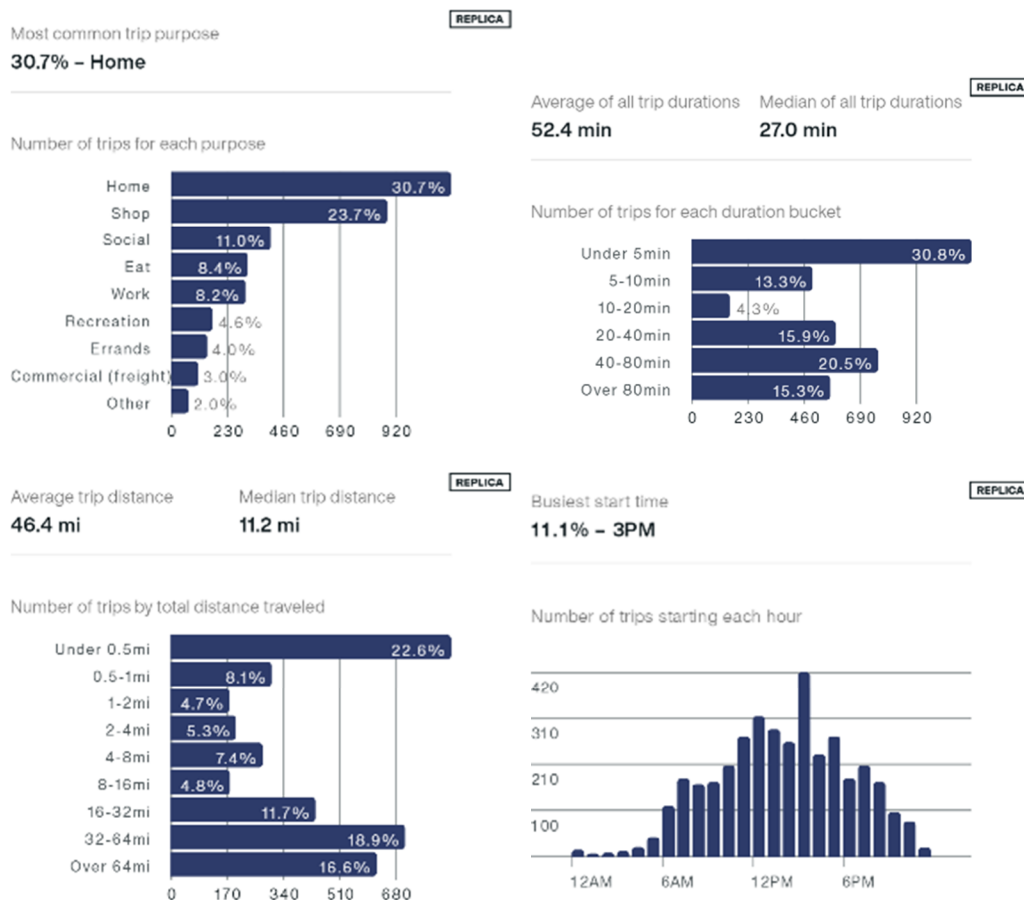 REPLICA
Most common trip purpose
30.7% – Home
Number of trips for each purpose
Home 30.7%
Shop 23.7%
Social 11.0%
Eat 8.4%
Work 8.2%
Recreation 4.6%
Errands 4.0%
Commercial (freight) 3.0%
Other 2.0%
0 230 460 690 920
REPLICA
Average of all trip durations Median of all trip durations
52.4 min 27.0 min
Number of trips for each duration bucket
Under 5min 30.8%
5-10min 13.3%
10-20min 4.3%
20-40min 15.9%
40-80min 20.5%
Over 80min 15.3%
0 230 460 690 920
REPLICA
Average trip distance Median trip distance
46.4 mi 11.2 mi
Number of trips by total distance traveled
Under 0.5mi 22.6%
0.5-1mi 8.1%
1-2mi 4.7%
2-4mi 5.3%
4-8mi 7.4%
8-16mi 4.8%
16-32mi 11.7%
32-64mi 18.9%
Over 64mi 16.6%
0 170 340 510 680
REPLICA
Busiest start time
11.1% – 3PM
Number of trips starting each hour
420
310
210
100
12AM 6AM 12PM 6PM